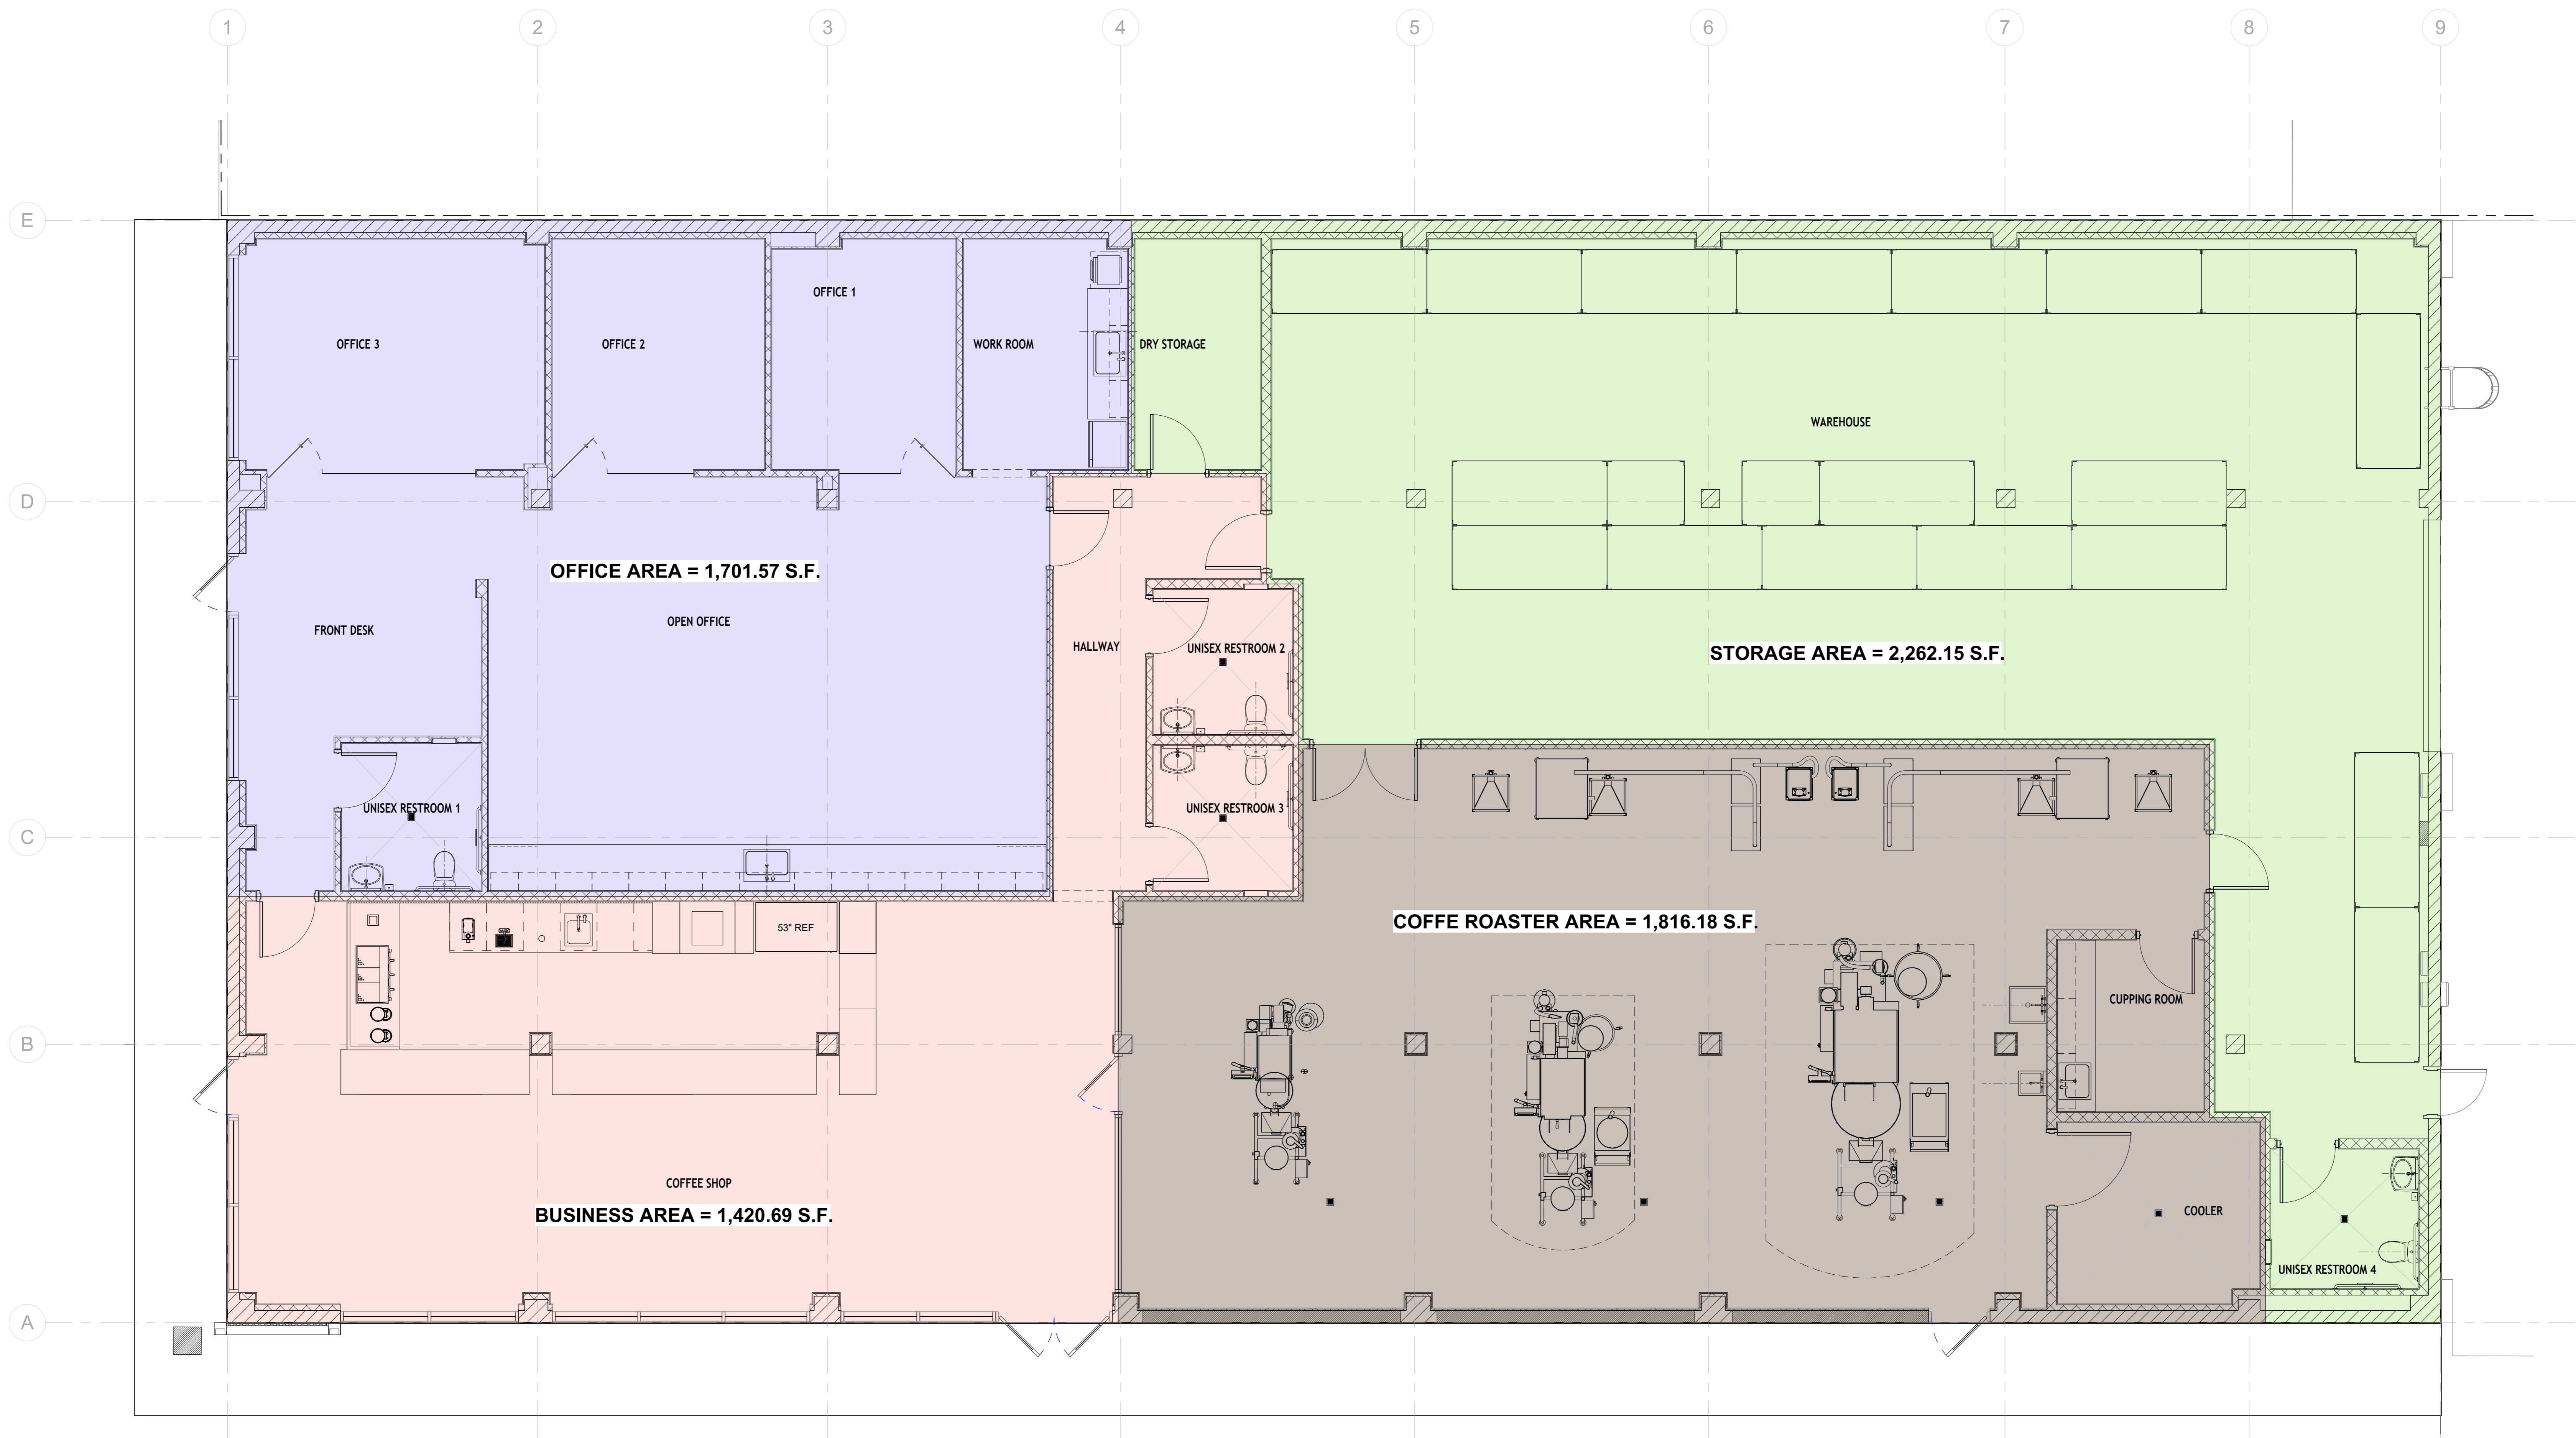 1 2 3 4 5 6 7 8 9
E
OFFICE 1
OFFICE 3
OFFICE 2
WORK ROOM
DRY STORAGE
WAREHOUSE
D
OFFICE AREA = 1,701.57 S.F.
OPEN OFFICE
FRONT DESK
HALLWAY
UNISEX RESTROOM 2
STORAGE AREA = 2,262.15 S.F.
UNISEX RESTROOM 1
UNISEX RESTROOM 3
C
53" REF
COFFE ROASTER AREA = 1,816.18 S.F.
CUPPING ROOM
B
COFFEE SHOP
BUSINESS AREA = 1,420.69 S.F.
COOLER
UNISEX RESTROOM 4
A